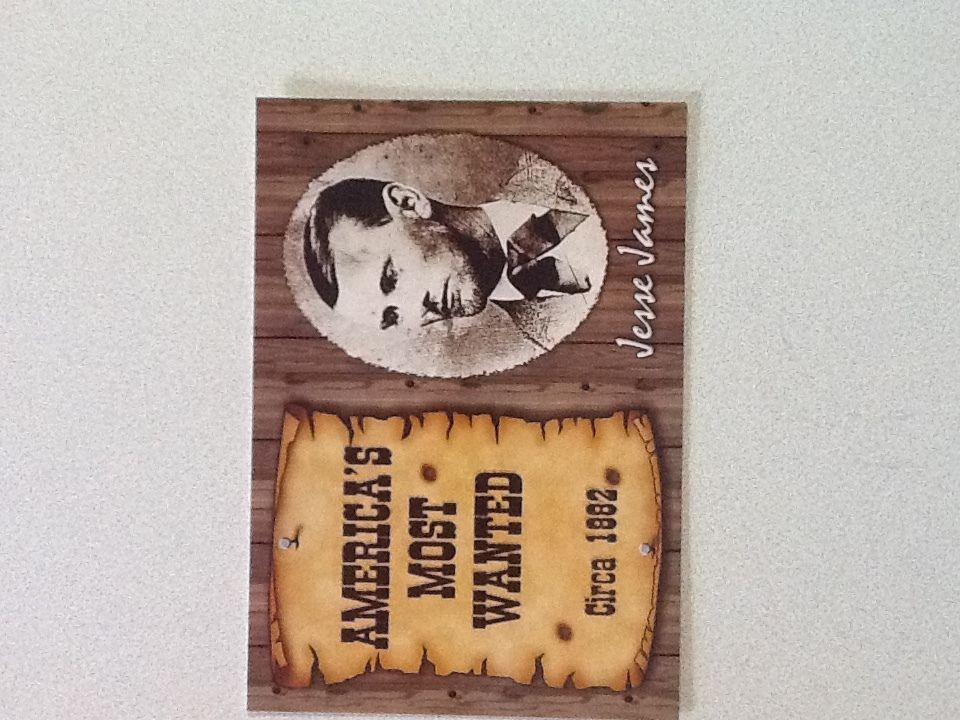 AMERICA'S
MOST
WANTED
Circa 1882
Jesse James